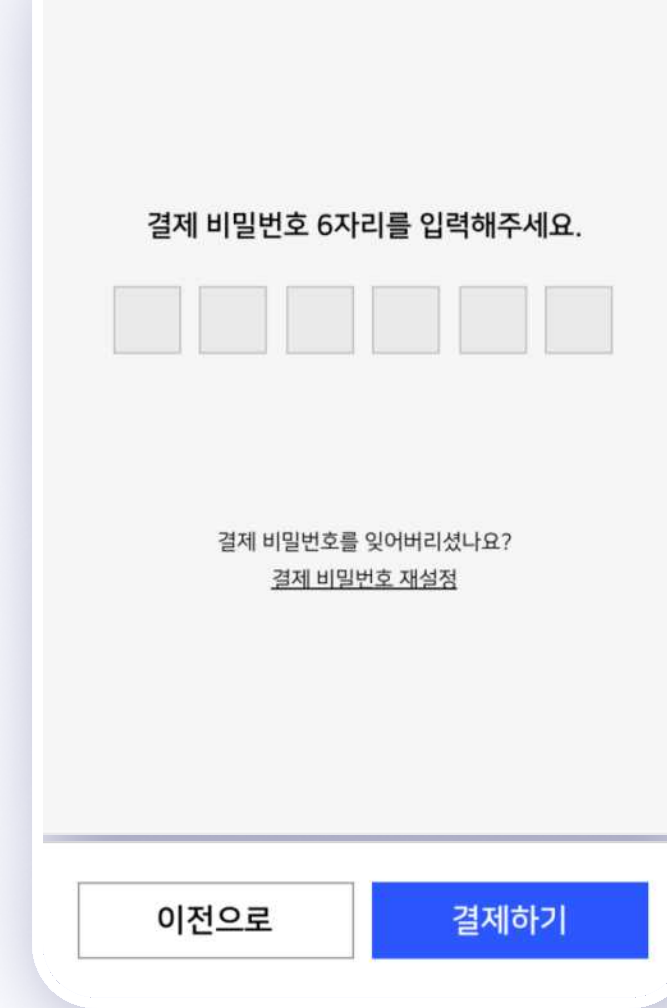 결제 비밀번호 6자리를 입력해주세요.
결제 비밀번호를 잊어버리셨나요?
결제 비밀번호 재설정
이전으로
결제하기